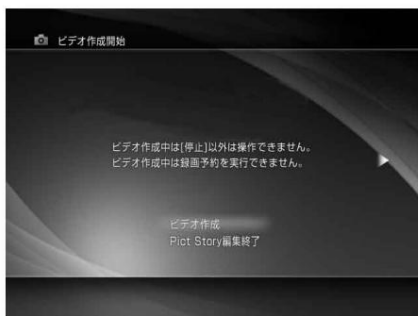 ビデオ作成開始
ビデオ作成中は[停止]以外は操作できません。
ビデオ作成中は録画予約を実行できません。
ビデオ作成
Pict Story編集終了